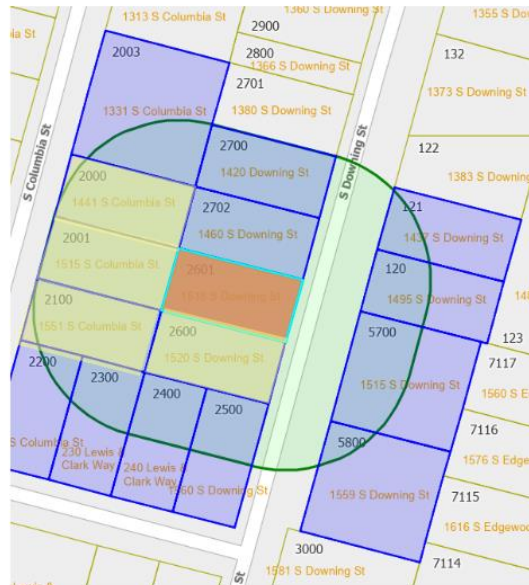 1313 S Columbia St
1360 S Downing St
1355 S Dow
ia St
2900
2003
2800
1366 S Downing St
132
2701
1373 S Downing St
1331 S Columbia St
1380 S Downing St
S Columbia St
2700
122
1420 Downing St
S Downing St
1383 S Downing
2000
1441 S Columbia St
2702
121
1437 S Downing St
1460 S Downing St
2001
2601
120
1515 S Columbia St
1495 S Downing St
148
2100
1551 S Columbia St
2600
5700
123
1520 S Downing St
7117
2200
2300
1515 S Downing St
1560 S E
2400
2500
7116
5800
1576 S Edge
S Columbia St
230 Lewis &
Clark Way
240 Lewis &
Clark Way
1560 S Downing St
1559 S Downing St
7115
1616 S Edgewoo
3000
7114
1581 S Downing St
St